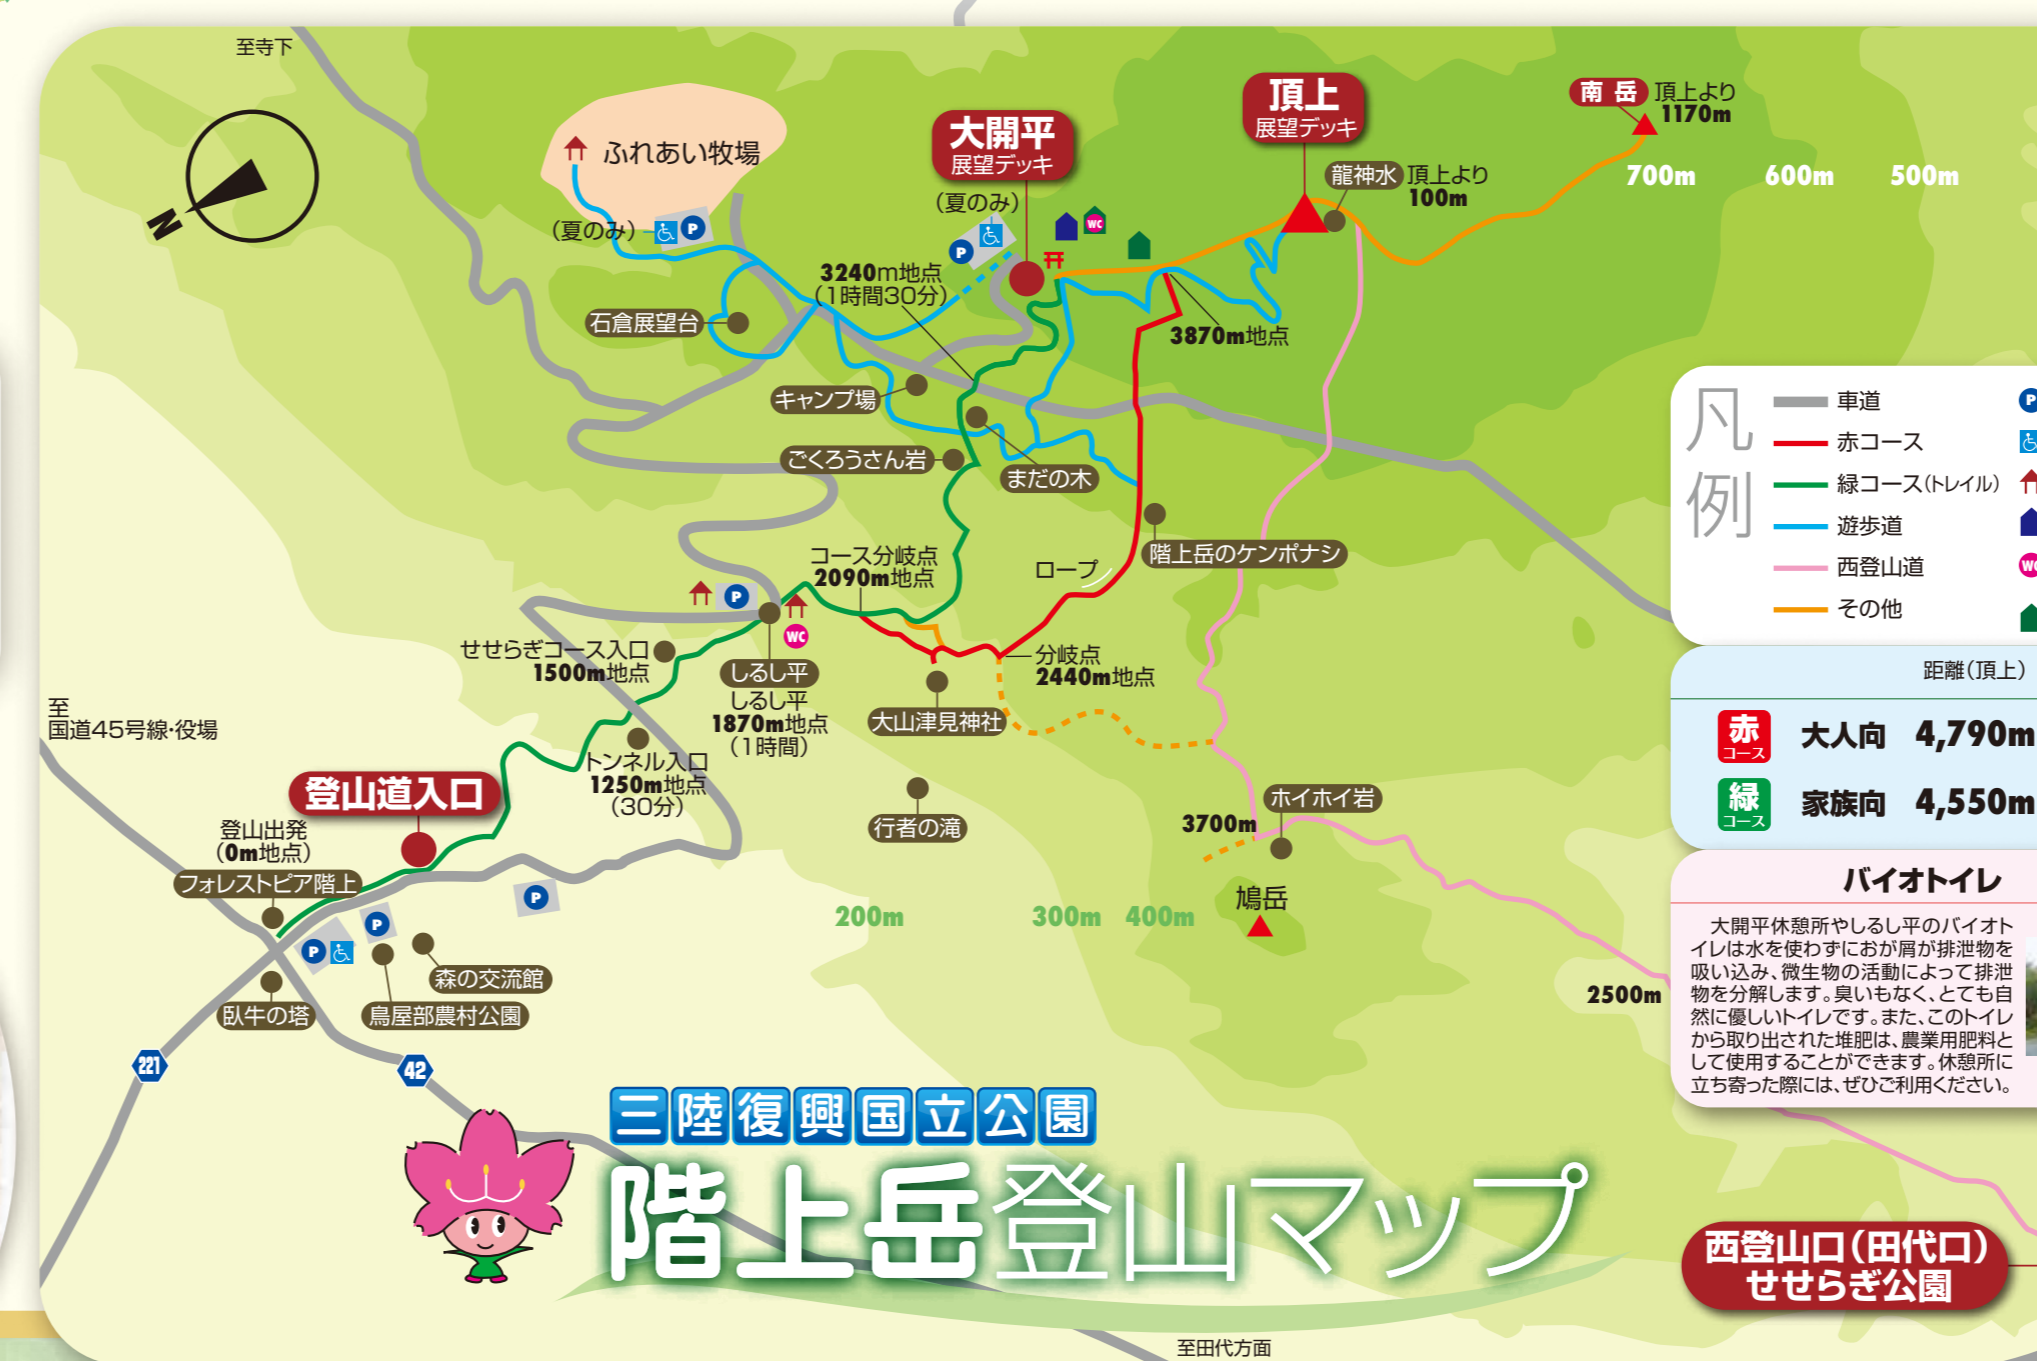 至寺下
N
ふれあい牧場
(夏のみ)
P
石倉展望台
大開平
展望デッキ
(夏のみ)
P
WC
3240m地点
(1時間30分)
頂上
展望デッキ
龍神水
頂上より
100m
南岳
頂上より
1170m
700m
600m
500m
3870m地点
キャンプ場
ごくろうさん岩
まだの木
階上岳のケンポナシ
ロープ
コース分岐点
2090m地点
P
WC
せせらぎコース入口
1500m地点
しるし平
しるし平
1870m地点
(1時間)
分岐点
2440m地点
大山津見神社
至
国道45号線・役場
トンネル入口
1250m地点
(30分)
登山道入口
登山出発
(0m地点)
フォレストピア階上
行者の滝
ホイホイ岩
3700m
鳩岳
200m
300m
400m
P
P
P
森の交流館
鳥屋部農村公園
臥牛の塔
221
42
2500m
凡例
車道
赤コース
緑コース(トレイル)
遊歩道
西登山道
その他
P
WC
距離(頂上)
赤
コース
大人向
4,790m
緑
コース
家族向
4,550m
バイオトイレ
大開平休憩所やしるし平のバイオト
イレは水を使わずにおが屑が排泄物を
吸い込み、微生物の活動によって排泄
物を分解します。臭いもなく、とても自
然に優しいトイレです。また、このトイレ
から取り出された堆肥は、農業用肥料と
して使用することができます。休憩所に
立ち寄った際には、ぜひご利用ください。
三陸復興国立公園
階上岳登山マップ
西登山口(田代口)
せせらぎ公園
至田代方面